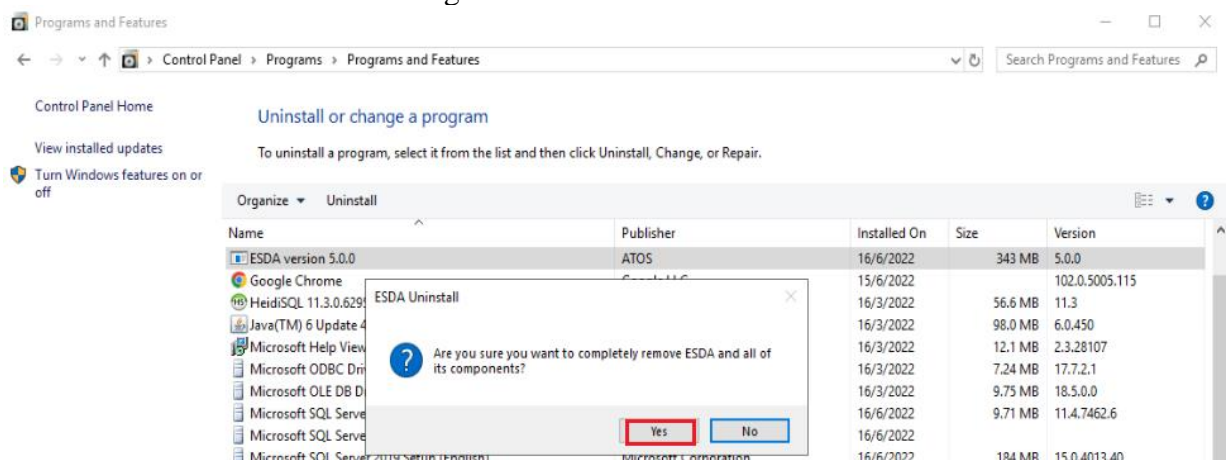 Programs and Features
Control Panel > Programs > Programs and Features
Search Programs and Features
Control Panel Home
View installed updates
Turn Windows features on or
off
Uninstall or change a program
To uninstall a program, select it from the list and then click Uninstall, Change, or Repair.
Organize Uninstall
Name Publisher Installed On Size Version
ESDA version 5.0.0 ATOS 16/6/2022 343 MB 5.0.0
Google Chrome 15/6/2022 102.0.5005.115
HeidiSQL 11.3.0.629 16/3/2022 56.6 MB 11.3
Java(TM) 6 Update 4 16/3/2022 98.0 MB 6.0.450
Microsoft Help View 16/3/2022 12.1 MB 2.3.28107
Microsoft ODBC Dri 16/3/2022 7.24 MB 17.7.2.1
Microsoft OLE DB D 16/3/2022 9.75 MB 18.5.0.0
Microsoft SQL Serve 16/6/2022 9.71 MB 11.4.7462.6
Microsoft SQL Serve 16/6/2022
Microsoft SQL Server 2019 Setup (English) Microsoft Corporation 16/6/2022 184 MB 15.0.4013.40
ESDA Uninstall
Are you sure you want to completely remove ESDA and all of
its components?
Yes No